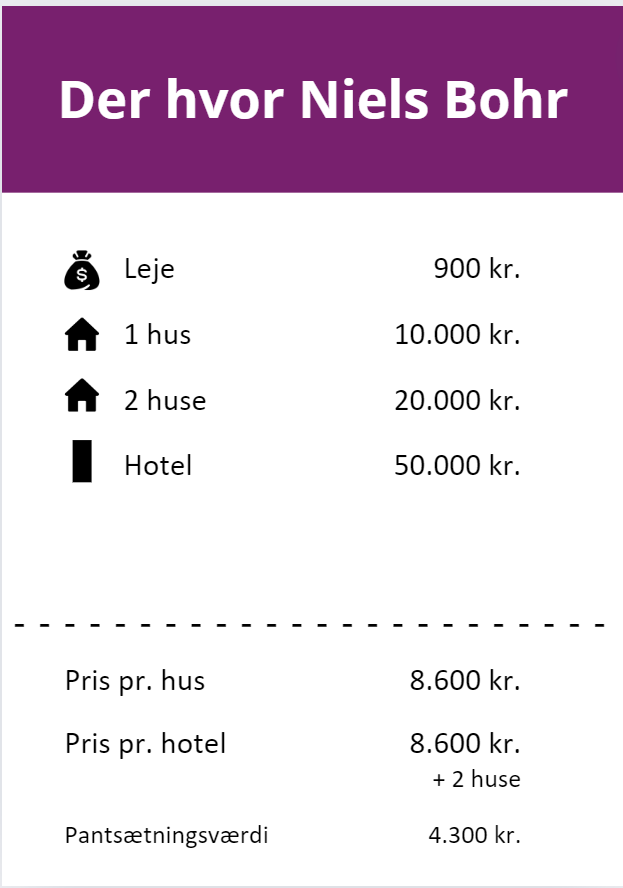 Der hvor Niels Bohr
Leje 900 kr.
1 hus 10.000 kr.
2 huse 20.000 kr.
Hotel 50.000 kr.
Pris pr. hus 8.600 kr.
Pris pr. hotel 8.600 kr.
+ 2 huse
Pantsætningsværdi 4.300 kr.